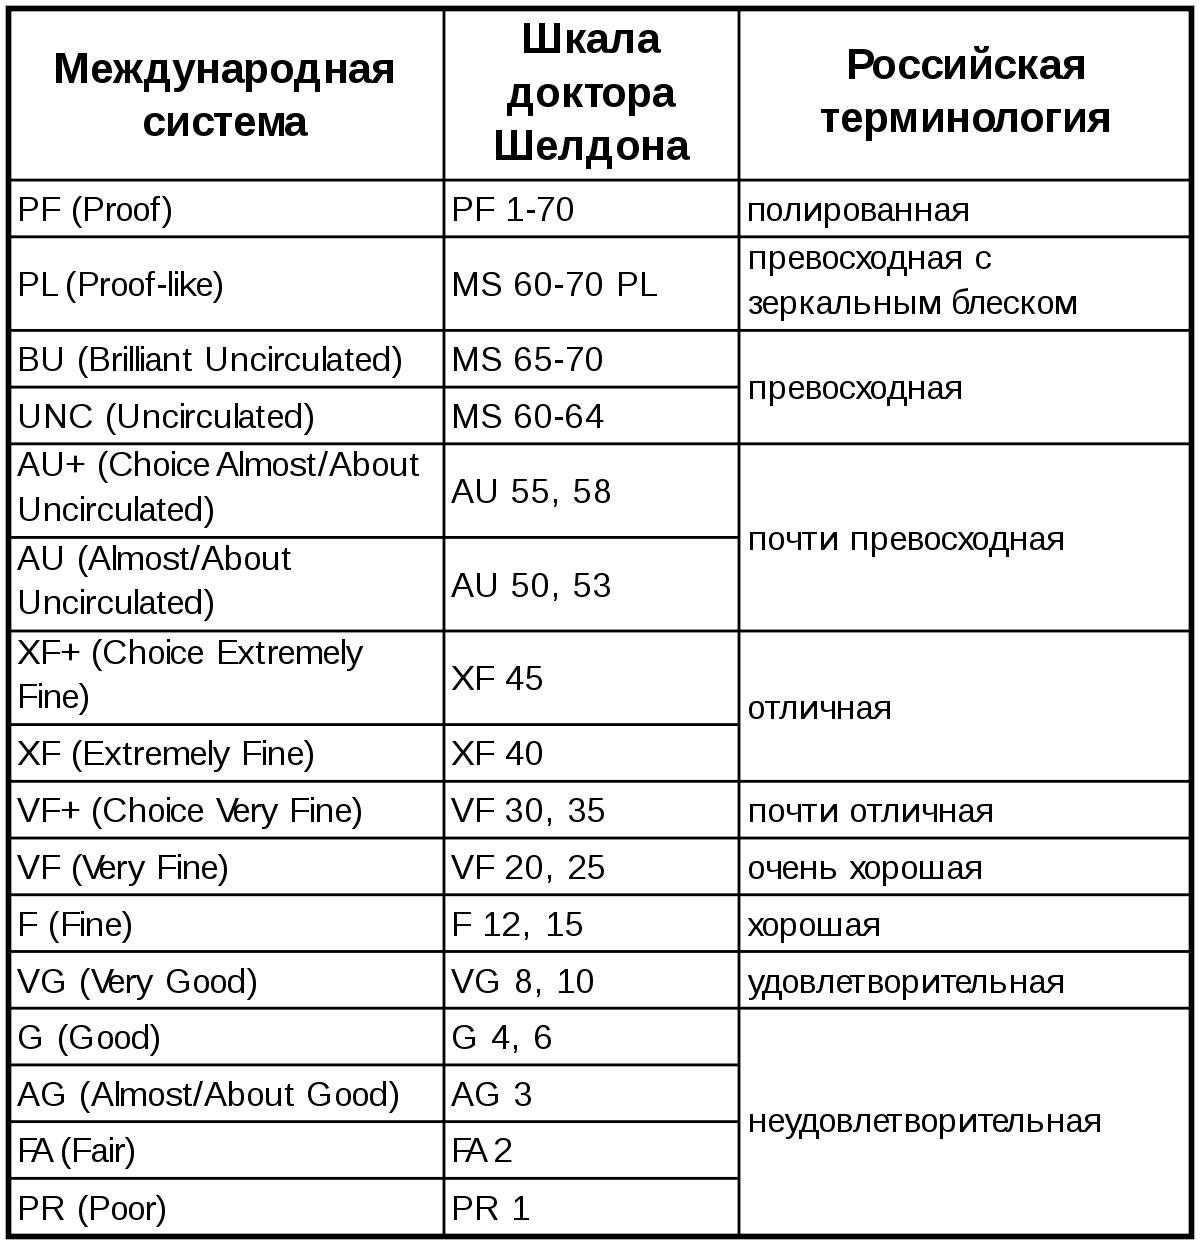 Международная
система
Шкала
доктора
Шелдона
Российская
терминология
PF (Proof)
PF 1-70
полированная
PL (Proof-like)
MS 60-70 PL
превосходная с
зеркальным блеском
BU (Brilliant Uncirculated)
MS 65-70
превосходная
UNC (Uncirculated)
MS 60-64
AU+ (Choice Almost/About
Uncirculated)
AU 55, 58
почти превосходная
AU (Almost/About
Uncirculated)
AU 50, 53
XF+ (Choice Extremely
Fine)
XF 45
отличная
XF (Extremely Fine)
XF 40
VF+ (Choice Very Fine)
VF 30, 35
почти отличная
VF (Very Fine)
VF 20, 25
очень хорошая
F (Fine)
F 12, 15
хорошая
VG (Very Good)
VG 8, 10
удовлетворительная
G (Good)
G 4, 6
неудовлетворительная
AG (Almost/About Good)
AG 3
FA (Fair)
FA 2
PR (Poor)
PR 1